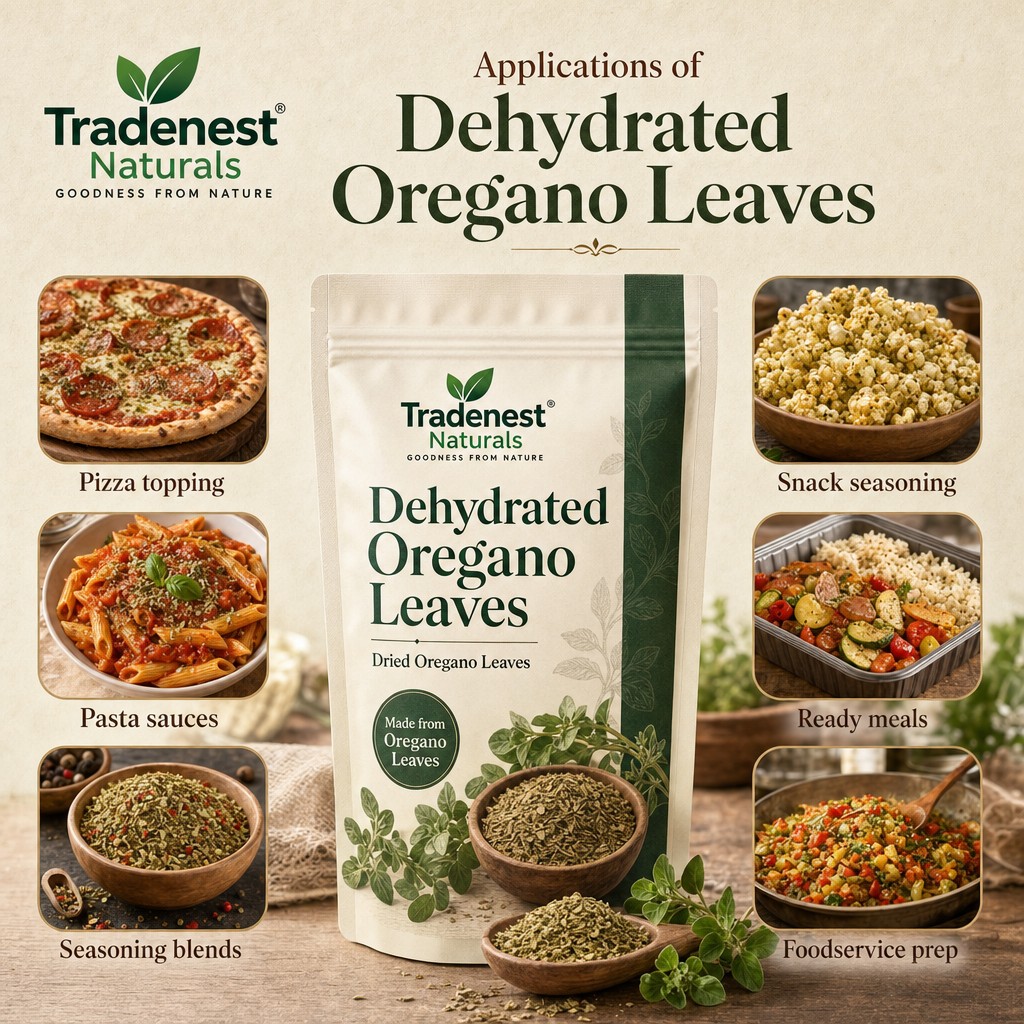 Tradenest®
Naturals
GOODNESS FROM NATURE
Applications of
Dehydrated
Oregano Leaves
Pizza topping
Pasta sauces
Seasoning blends
Tradenest®
Naturals
GOODNESS FROM NATURE
Dehydrated
Oregano
Leaves
Dried Oregano Leaves
Made from
Oregano
Leaves
Snack seasoning
Ready meals
Foodservice prep